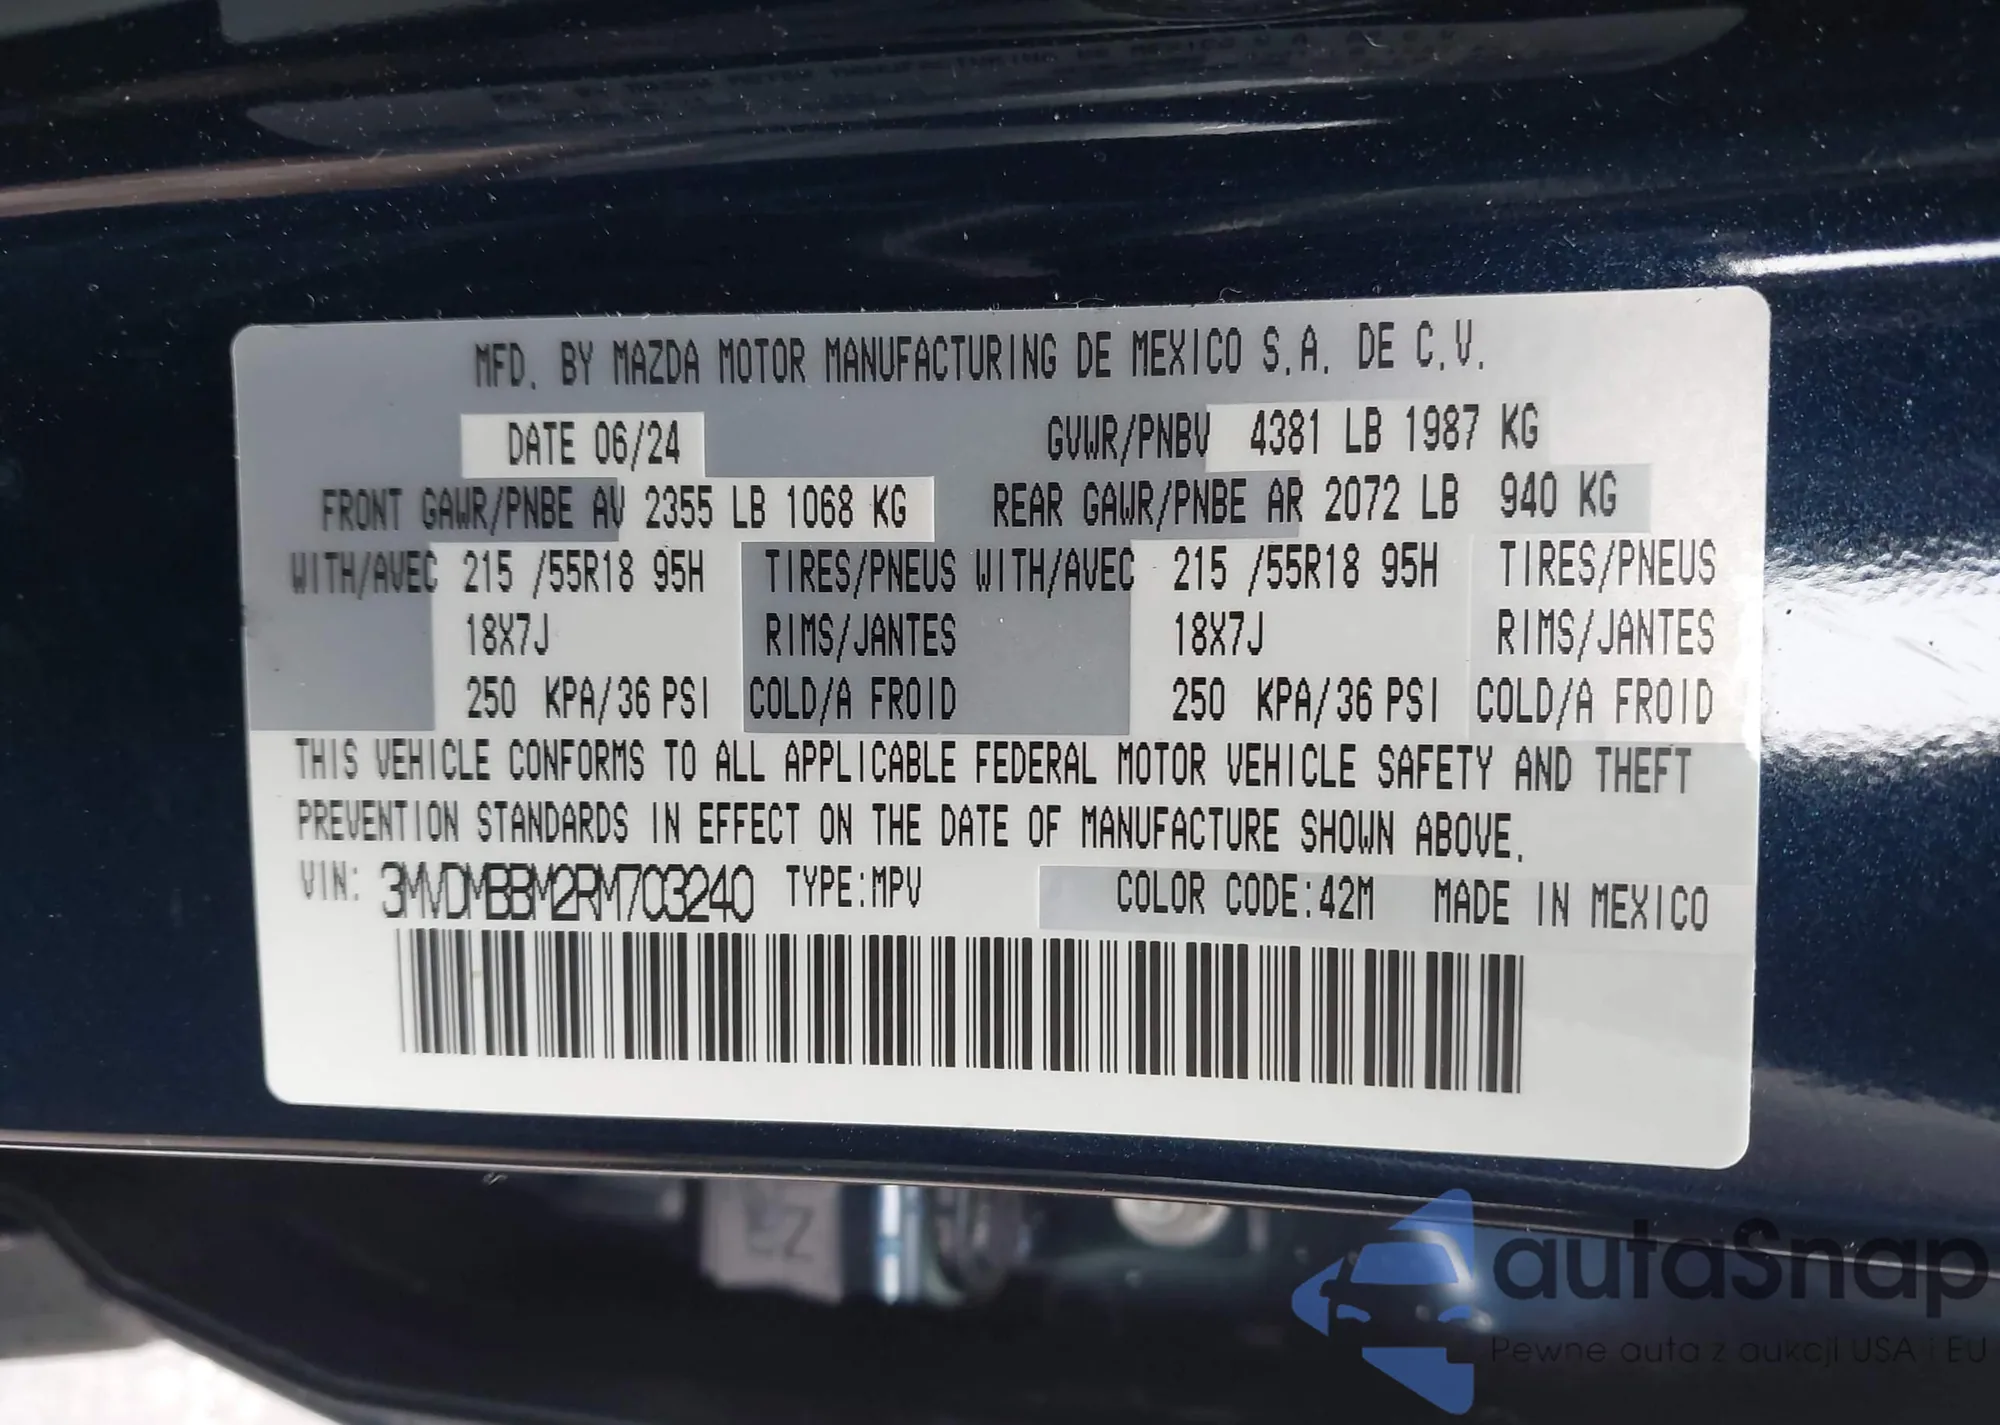 MFD. BY MAZDA MOTOR MANUFACTURING DE MEXICO S.A. DE C.V.
DATE 06/24 GVWR/PNBV 4381 LB 1987 KG
FRONT GAWR/PNBE AV 2355 LB 1068 KG REAR GAWR/PNBE AR 2072 LB 940 KG
WITH/AVEC 215 /55R18 95H TIRES/PNEUS WITH/AVEC 215 /55R18 95H TIRES/PNEUS
18X7J RIMS/JANTES 18X7J RIMS/JANTES
250 KPA/36 PSI COLD/A FROID 250 KPA/36 PSI COLD/A FROID
THIS VEHICLE CONFORMS TO ALL APPLICABLE FEDERAL MOTOR VEHICLE SAFETY AND THEFT
PREVENTION STANDARDS IN EFFECT ON THE DATE OF MANUFACTURE SHOWN ABOVE.
VIN: 3MVDMBBM2RM703240 TYPE:MPV COLOR CODE:42M MADE IN MEXICO
autaSnap
Pewne auta z aukcji USA i EU